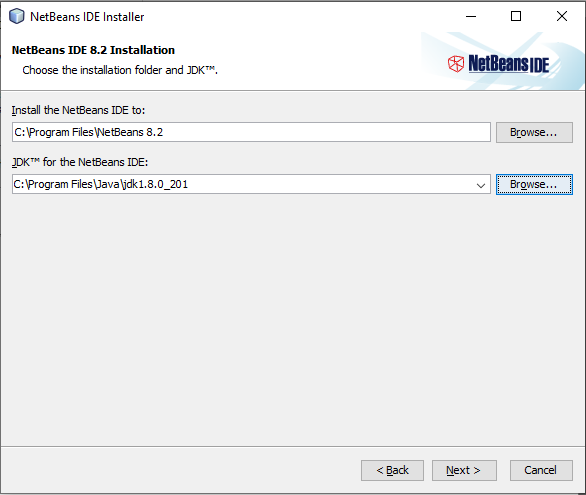 NetBeans IDE Installer
NetBeans IDE 8.2 Installation
Choose the installation folder and JDK™.
NetBeans IDE
Install the NetBeans IDE to:
C:\Program Files\NetBeans 8.2
Browse...
JDK™ for the NetBeans IDE:
C:\Program Files\Java\jdk1.8.0_201
Browse...
< Back
Next >
Cancel